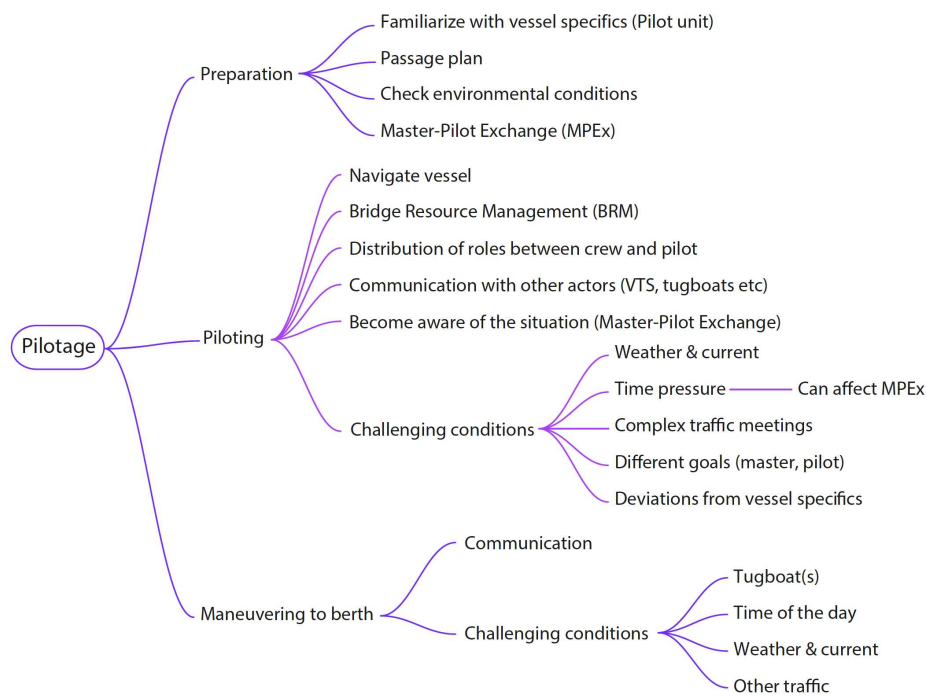 Pilotage
Preparation
Familiarize with vessel specifics (Pilot unit)
Passage plan
Check environmental conditions
Master-Pilot Exchange (MPEx)
Piloting
Navigate vessel
Bridge Resource Management (BRM)
Distribution of roles between crew and pilot
Communication with other actors (VTS, tugboats etc)
Become aware of the situation (Master-Pilot Exchange)
Challenging conditions
Weather & current
Time pressure
Can affect MPEx
Complex traffic meetings
Different goals (master, pilot)
Deviations from vessel specifics
Maneuvering to berth
Communication
Challenging conditions
Tugboat(s)
Time of the day
Weather & current
Other traffic